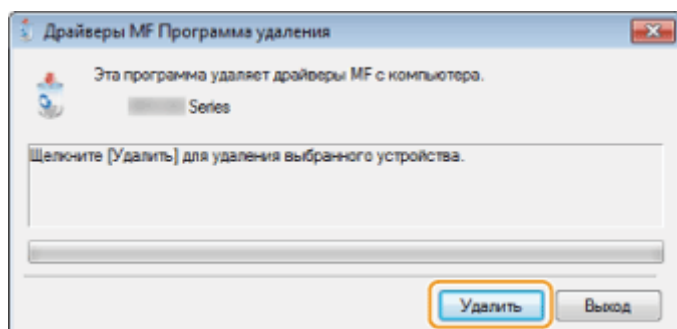 Драйверы MF Программа удаления
Эта программа удаляет драйверы MF с компьютера.
Series
Щелкните [Удалить] для удаления выбранного устройства.
Удалить Выход